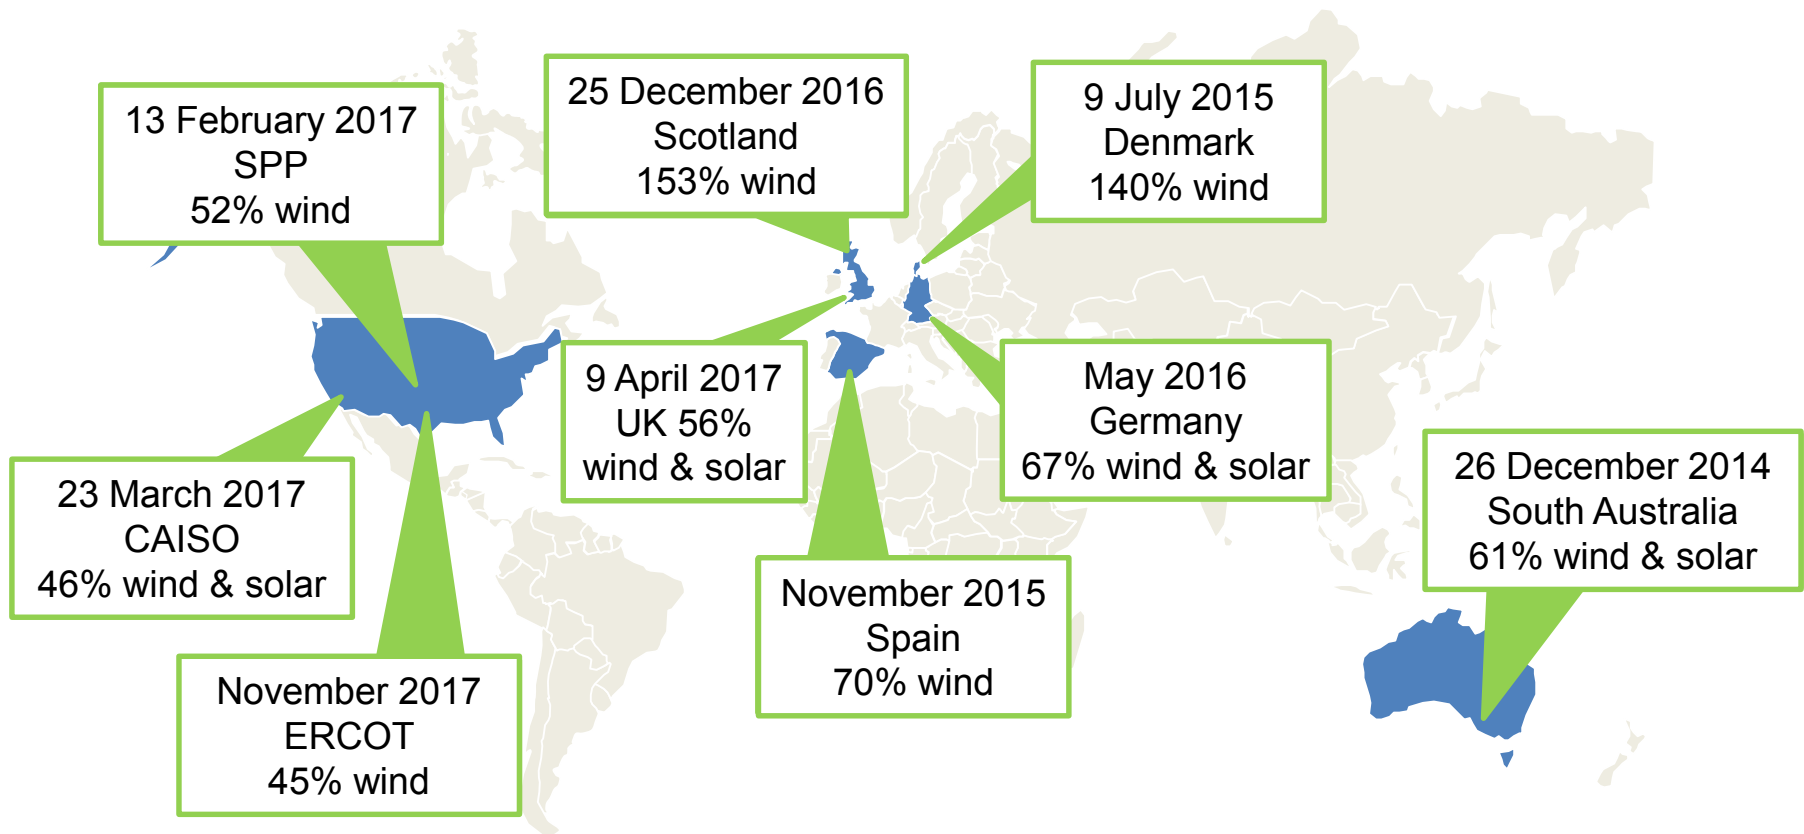 13 February 2017
SPP
52% wind
25 December 2016
Scotland
153% wind
9 July 2015
Denmark
140% wind
9 April 2017
UK 56%
wind & solar
May 2016
Germany
67% wind & solar
23 March 2017
CAISO
46% wind & solar
26 December 2014
South Australia
61% wind & solar
November 2015
Spain
70% wind
November 2017
ERCOT
45% wind